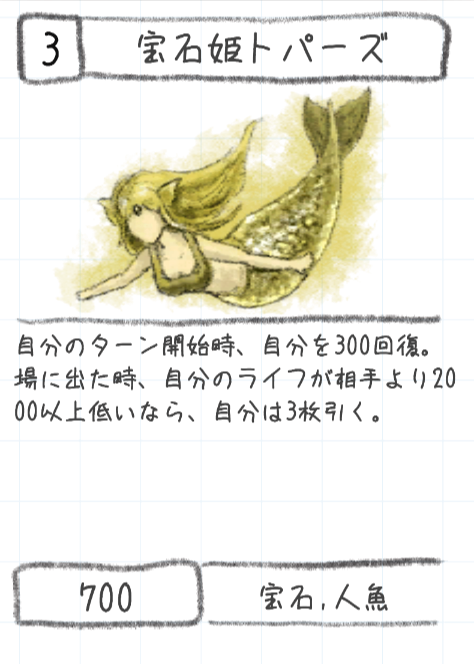 3
宝石姫トパーズ
自分のターン開始時、自分を300回復。
場に出た時、自分のライフが相手より20
00以上低いなら、自分は3枚引く。
700
宝石,人魚